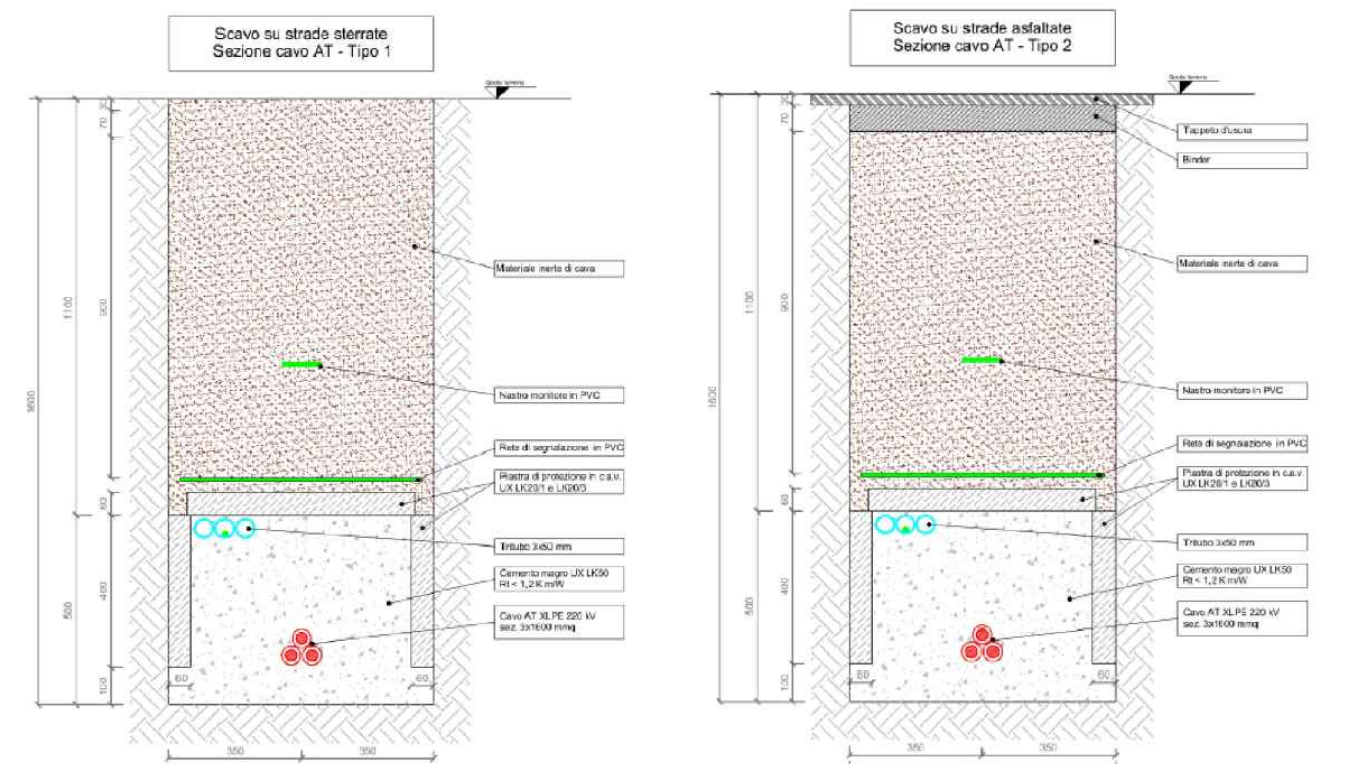 Scavo su strade sterrate
Sezione cavo AT - Tipo 1
Quota terreno
30
70
900
1100
1600
60
500
400
100
60
60
350
350
Materiale inerte di cava
Nastro monitore in PVC
Rete di segnalazione in PVC
Piastra di protezione in c.a.v.
UX LK20/1 e LK20/3
Tritubo 3x50 mm
Cemento magro UX LK50
Rt < 1,2 K m/W
Cavo AT XLPE 220 kV
sez. 3x1600 mmq
Scavo su strade asfaltate
Sezione cavo AT - Tipo 2
Quota terreno
30
70
900
1100
1600
60
500
400
100
60
60
350
350
Tappeto d'usura
Binder
Materiale inerte di cava
Nastro monitore in PVC
Rete di segnalazione in PVC
Piastra di protezione in c.a.v.
UX LK20/1 e LK20/3
Tritubo 3x50 mm
Cemento magro UX LK50
Rt < 1,2 K m/W
Cavo AT XLPE 220 kV
sez. 3x1600 mmq